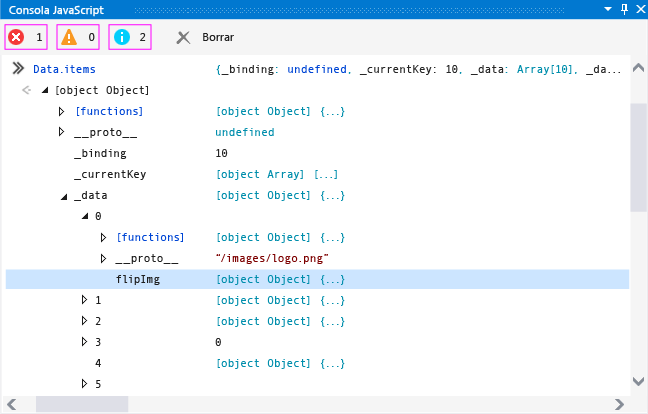 Consola JavaScript
1 0 2 Borrar
Data.items {_binding: undefined, _currentKey: 10, _data: Array[10], _da...
[object Object]
[functions] [object Object] {...}
__proto__ undefined
_binding 10
_currentKey [object Array] [...]
_data [object Object] {...}
0
[functions] [object Object] {...}
__proto__ “/images/logo.png”
flipImg [object Object] {...}
1 [object Object] {...}
2 [object Object] {...}
3 0
4 [object Object] {...}
5